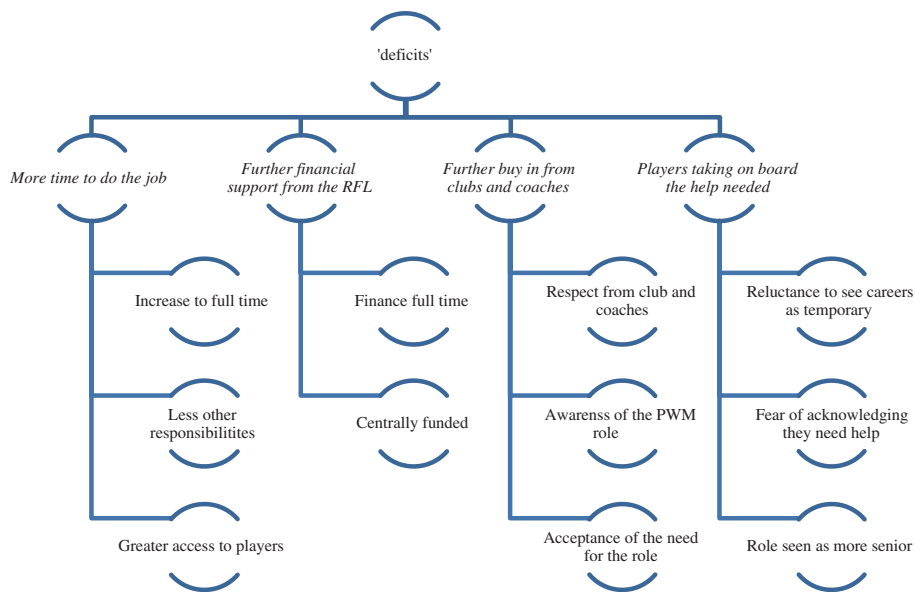 'deficits'
More time to do the job
Further financial
support from the RFL
Further buy in from
clubs and coaches
Players taking on board
the help needed
Increase to full time
Finance full time
Respect from club and
coaches
Reluctance to see careers
as temporary
Less other
responsibilitites
Centrally funded
Awarenss of the PWM
role
Fear of acknowledging
they need help
Greater access to players
Acceptance of the need
for the role
Role seen as more senior